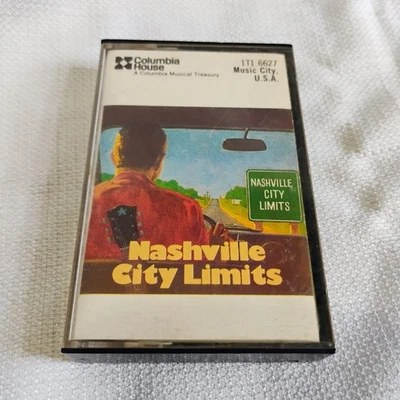 Columbia
House
A Columbia Musical Treasury
1T1 6627
Music City,
U.S.A.
NASHVILLE
CITY
LIMITS
Nashville
City Limits